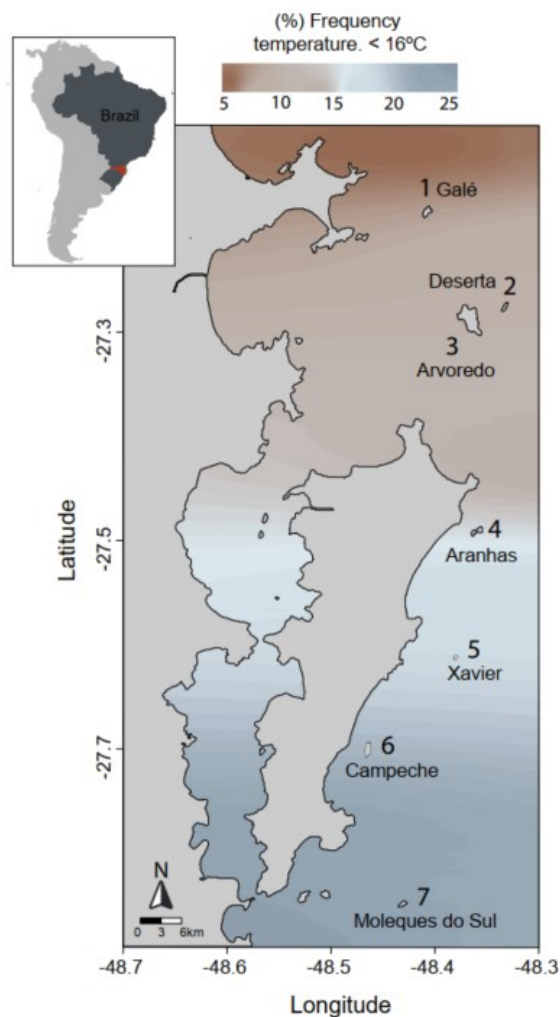 (%) Frequency
temperature. < 16ºC
5 10 15 20 25
Brazil
1 Galé
Deserta 2
3
Arvoredo
4
Aranhas
5
Xavier
6
Campeche
7
Moleques do Sul
N
0 3 6km
-27.3
-27.5
-27.7
Latitude
-48.7 -48.6 -48.5 -48.4 -48.3
Longitude